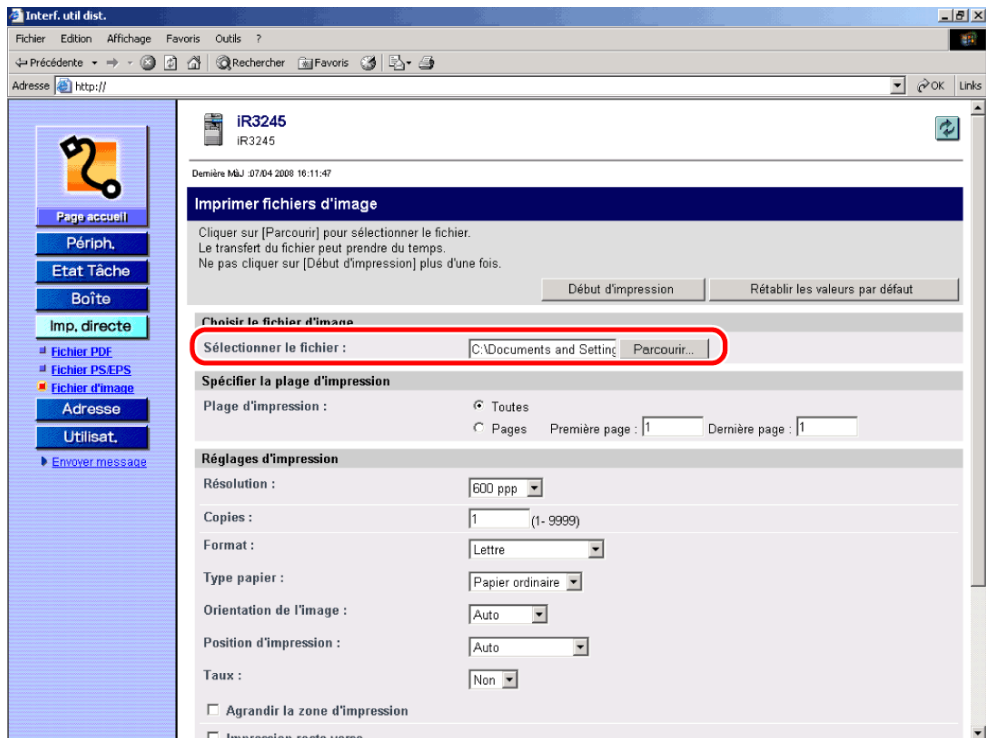 Interf. util dist.
Fichier Edition Affichage Favoris Outils ?
Précédente Rechercher Favoris
Adresse http:// OK Links
iR3245
iR3245
Dernière MàJ :07/04 2008 16:11:47
Page accueil
Périph.
Etat Tâche
Boîte
Imp. directe
Fichier PDF
Fichier PS/EPS
Fichier d'image
Adresse
Utilisat.
Envoyer message
Imprimer fichiers d'image
Cliquer sur [Parcourir] pour sélectionner le fichier.
Le transfert du fichier peut prendre du temps.
Ne pas cliquer sur [Début d'impression] plus d'une fois.
Début d'impression Rétablir les valeurs par défaut
Choisir le fichier d'image
Sélectionner le fichier : C:\Documents and Setting Parcourir...
Spécifier la plage d'impression
Plage d'impression : Toutes
Pages Première page : 1 Dernière page : 1
Réglages d'impression
Résolution : 600 ppp
Copies : 1 (1- 9999)
Format : Lettre
Type papier : Papier ordinaire
Orientation de l'image : Auto
Position d'impression : Auto
Taux : Non
Agrandir la zone d'impression
Impression recto verso